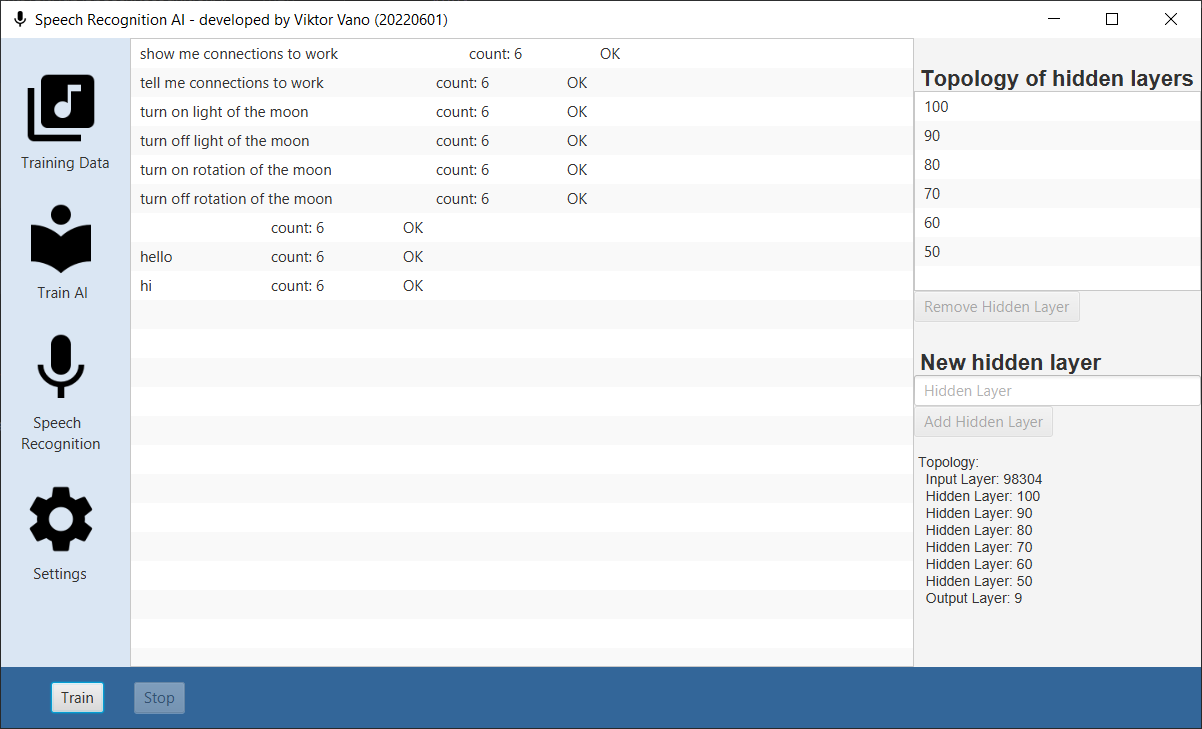 Speech Recognition AI - developed by Viktor Vano (20220601)
Training Data
Train AI
Speech
Recognition
Settings
show me connections to work count: 6 OK
tell me connections to work count: 6 OK
turn on light of the moon count: 6 OK
turn off light of the moon count: 6 OK
turn on rotation of the moon count: 6 OK
turn off rotation of the moon count: 6 OK
count: 6 OK
hello count: 6 OK
hi count: 6 OK
Topology of hidden layers
100
90
80
70
60
50
Remove Hidden Layer
New hidden layer
Hidden Layer
Add Hidden Layer
Topology:
Input Layer: 98304
Hidden Layer: 100
Hidden Layer: 90
Hidden Layer: 80
Hidden Layer: 70
Hidden Layer: 60
Hidden Layer: 50
Output Layer: 9
Train Stop